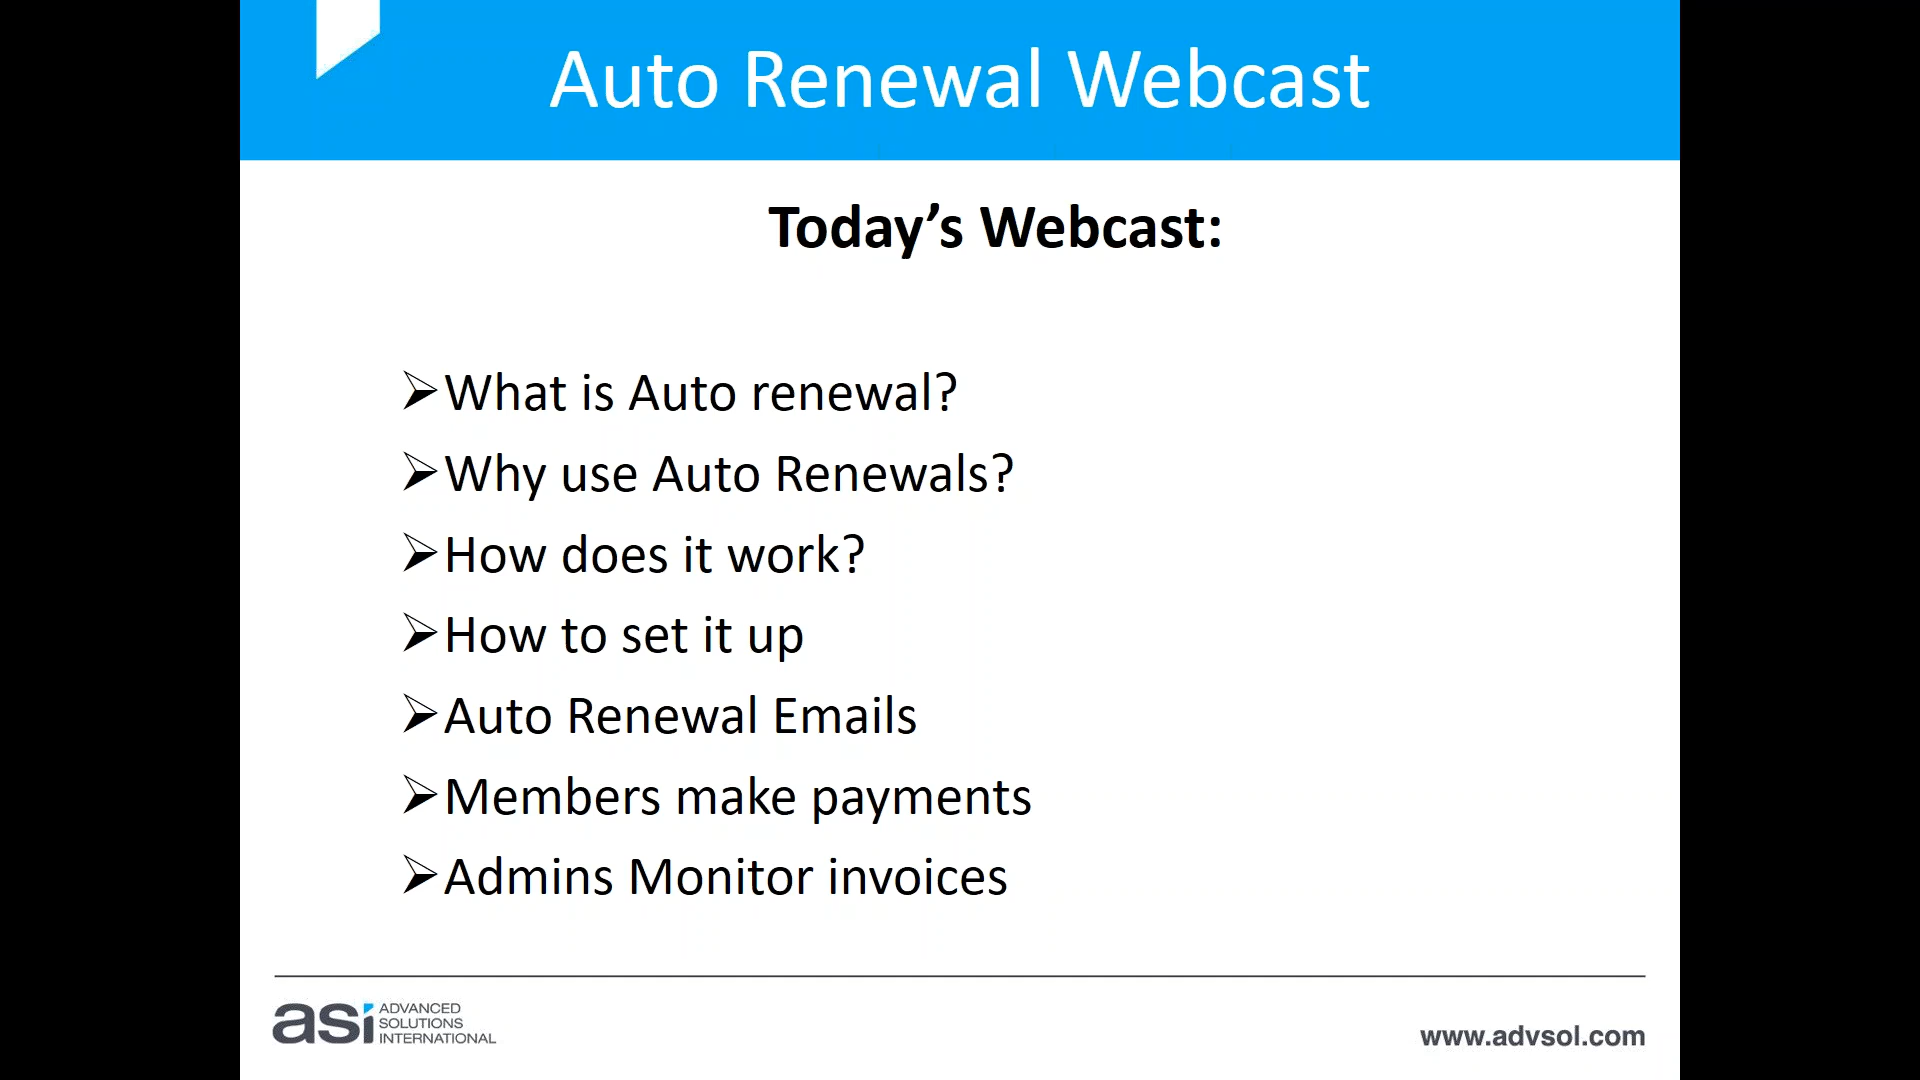 Auto Renewal Webcast
Today’s Webcast:
➢What is Auto renewal?
➢Why use Auto Renewals?
➢How does it work?
➢How to set it up
➢Auto Renewal Emails
➢Members make payments
➢Admins Monitor invoices
asi ADVANCED
SOLUTIONS
INTERNATIONAL
www.advsol.com